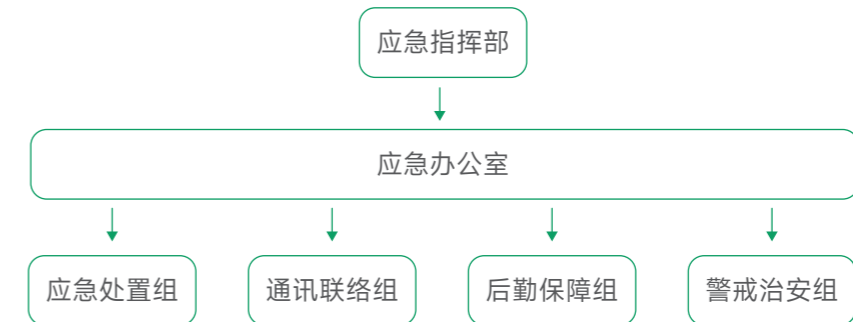 应急指挥部
应急办公室
应急处置组
通讯联络组
后勤保障组
警戒治安组